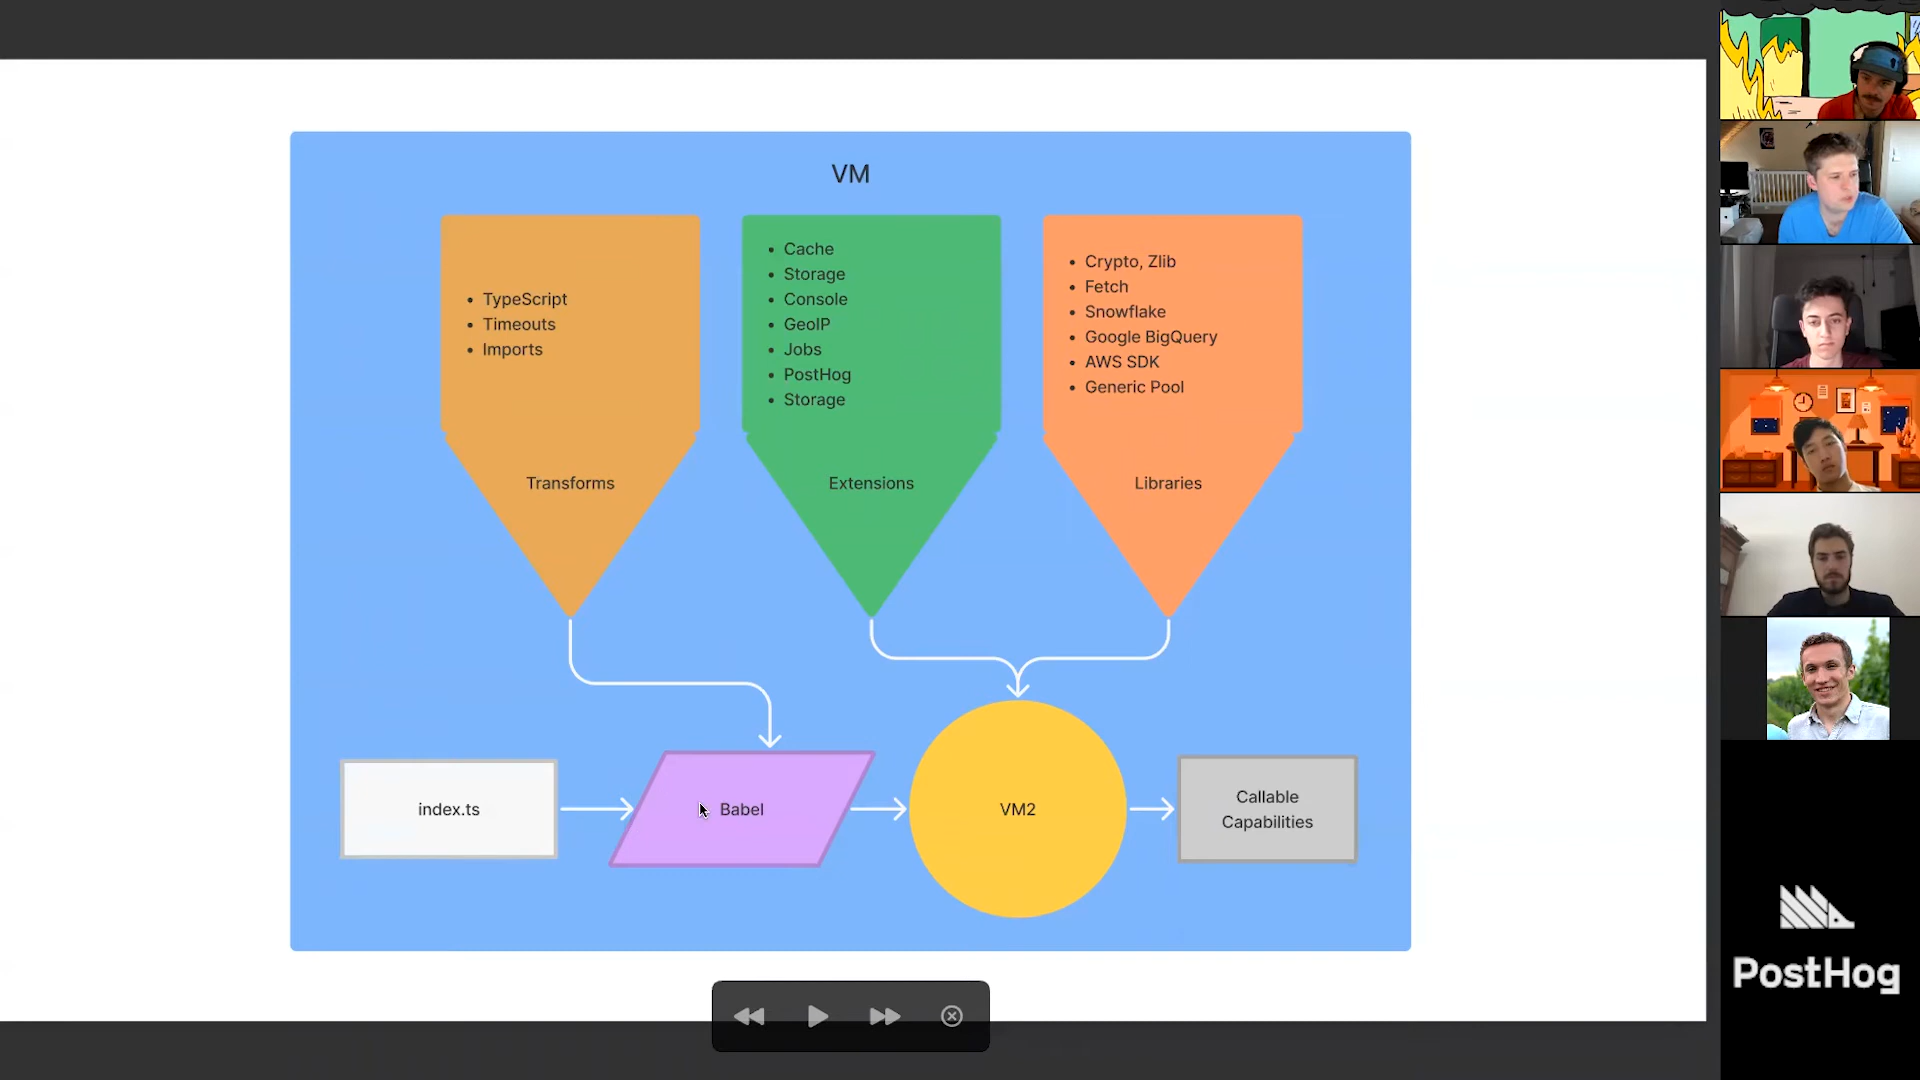 VM
• TypeScript
• Timeouts
• Imports
Transforms
• Cache
• Storage
• Console
• GeoIP
• Jobs
• PostHog
• Storage
Extensions
• Crypto, Zlib
• Fetch
• Snowflake
• Google BigQuery
• AWS SDK
• Generic Pool
Libraries
index.ts
Babel
VM2
Callable
Capabilities
PostHog